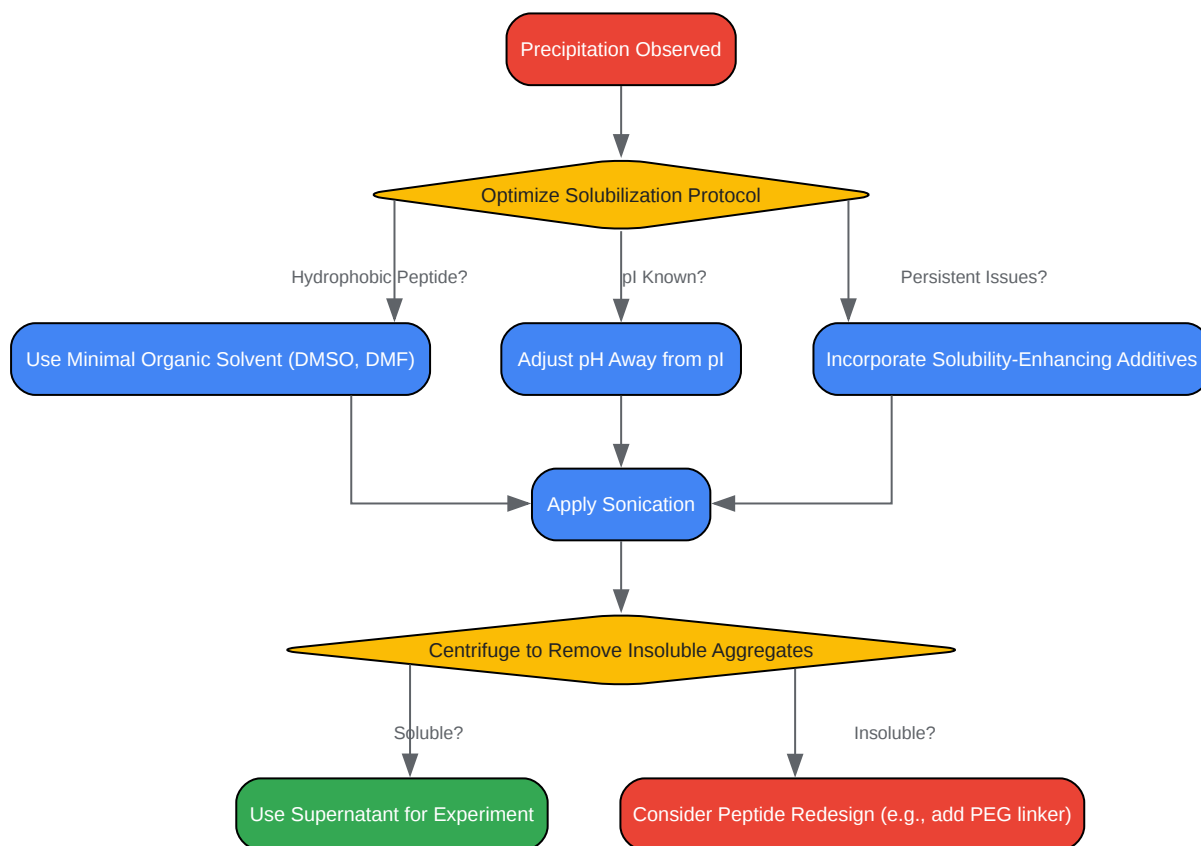 Precipitation Observed
Optimize Solubilization Protocol
Hydrophobic Peptide?
pI Known?
Persistent Issues?
Use Minimal Organic Solvent (DMSO, DMF)
Adjust pH Away from pI
Incorporate Solubility-Enhancing Additives
Apply Sonication
Centrifuge to Remove Insoluble Aggregates
Soluble?
Insoluble?
Use Supernatant for Experiment
Consider Peptide Redesign (e.g., add PEG linker)